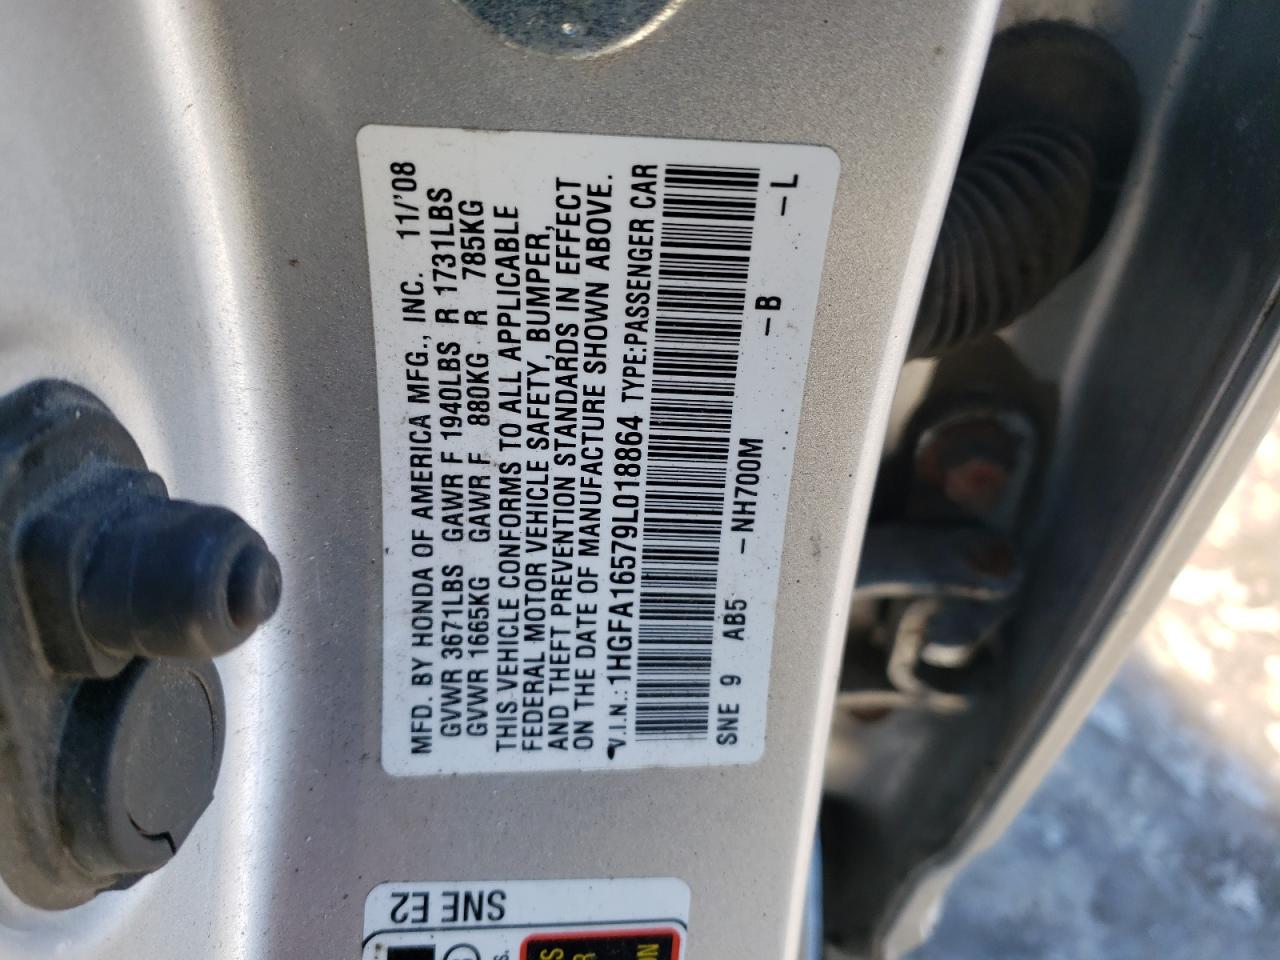 MFD. BY HONDA OF AMERICA MFG., INC. 11/'08
GVWR 3671LBS GAWR F 1940LBS R 1731LBS
GVWR 1665KG GAWR F 880KG R 785KG
THIS VEHICLE CONFORMS TO ALL APPLICABLE
FEDERAL MOTOR VEHICLE SAFETY, BUMPER,
AND THEFT PREVENTION STANDARDS IN EFFECT
ON THE DATE OF MANUFACTURE SHOWN ABOVE.
V.I.N.: 1HGFA16579L018864 TYPE:PASSENGER CAR
SNE 9 AB5 -NH700M -B -L
SNE E2